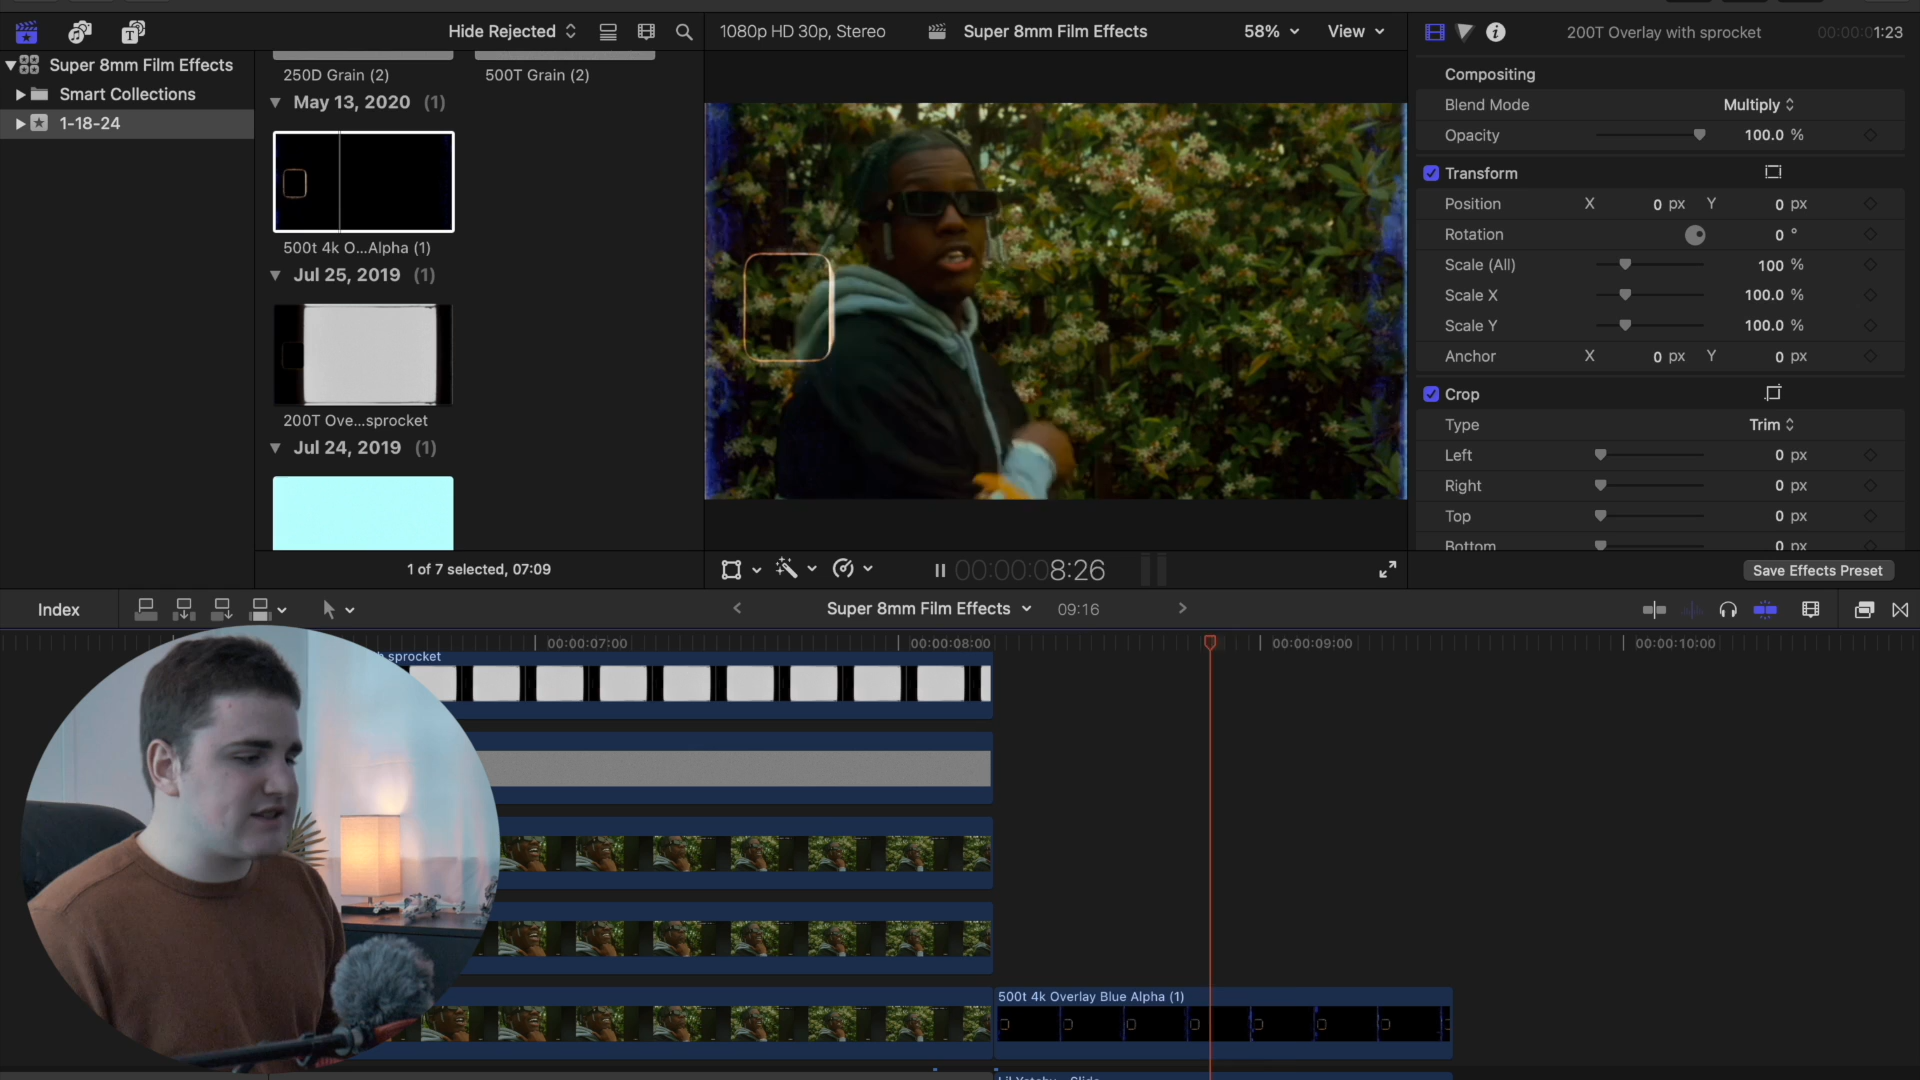 Hide Rejected
1080p HD 30p, Stereo
Super 8mm Film Effects
58%
View
200T Overlay with sprocket
00:00:01:23
Super 8mm Film Effects
Smart Collections
1-18-24
250D Grain (2)
500T Grain (2)
May 13, 2020 (1)
500t 4k O...Alpha (1)
Jul 25, 2019 (1)
200T Ove...sprocket
Jul 24, 2019 (1)
1 of 7 selected, 07:09
00:00:08:26
Compositing
Blend Mode Multiply
Opacity 100.0 %
Transform
Position X 0 px Y 0 px
Rotation 0 °
Scale (All) 100 %
Scale X 100.0 %
Scale Y 100.0 %
Anchor X 0 px Y 0 px
Crop
Type Trim
Left 0 px
Right 0 px
Top 0 px
Bottom 0 px
Save Effects Preset
Index
Super 8mm Film Effects
09:16
00:00:07:00
00:00:08:00
00:00:09:00
00:00:10:00
sprocket
500t 4k Overlay Blue Alpha (1)